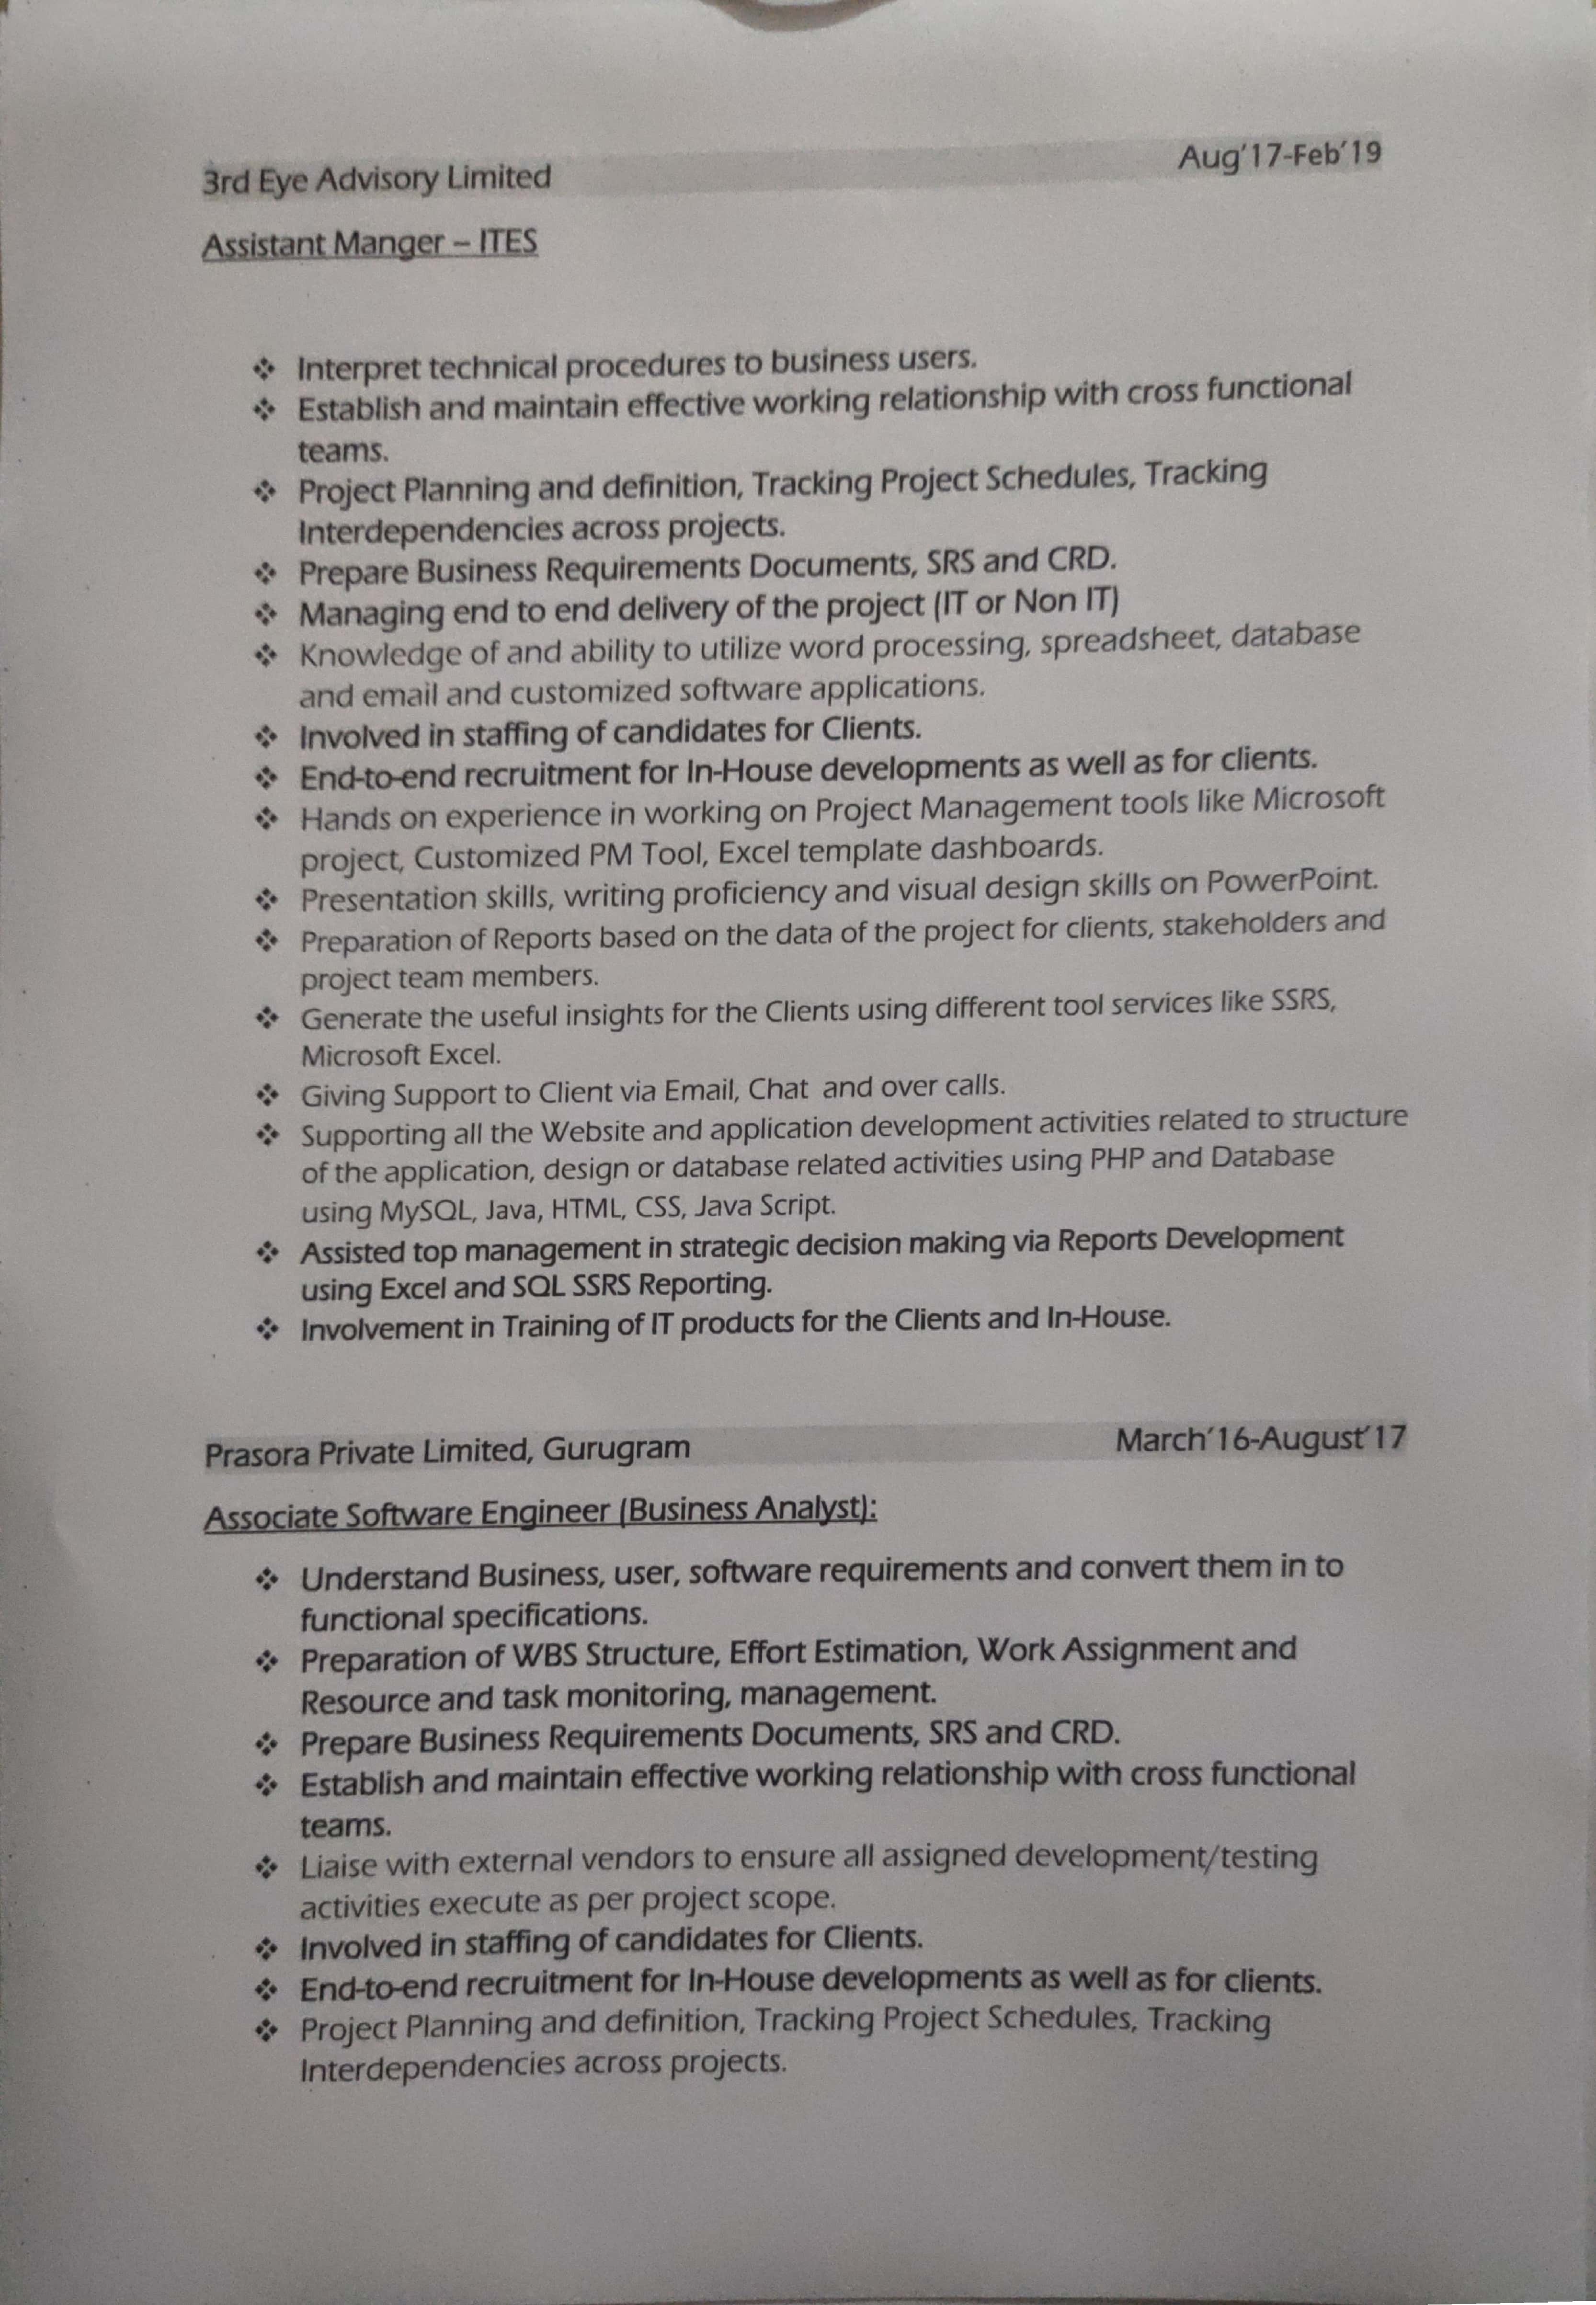 3rd Eye Advisory Limited Aug'17-Feb'19
Assistant Manger – ITES
❖ Interpret technical procedures to business users.
❖ Establish and maintain effective working relationship with cross functional
teams.
❖ Project Planning and definition, Tracking Project Schedules, Tracking
Interdependencies across projects.
❖ Prepare Business Requirements Documents, SRS and CRD.
❖ Managing end to end delivery of the project (IT or Non IT)
❖ Knowledge of and ability to utilize word processing, spreadsheet, database
and email and customized software applications.
❖ Involved in staffing of candidates for Clients.
❖ End-to-end recruitment for In-House developments as well as for clients.
❖ Hands on experience in working on Project Management tools like Microsoft
project, Customized PM Tool, Excel template dashboards.
❖ Presentation skills, writing proficiency and visual design skills on PowerPoint.
❖ Preparation of Reports based on the data of the project for clients, stakeholders and
project team members.
❖ Generate the useful insights for the Clients using different tool services like SSRS,
Microsoft Excel.
❖ Giving Support to Client via Email, Chat and over calls.
❖ Supporting all the Website and application development activities related to structure
of the application, design or database related activities using PHP and Database
using MySQL, Java, HTML, CSS, Java Script.
❖ Assisted top management in strategic decision making via Reports Development
using Excel and SQL SSRS Reporting.
❖ Involvement in Training of IT products for the Clients and In-House.
Prasora Private Limited, Gurugram March'16-August'17
Associate Software Engineer (Business Analyst):
❖ Understand Business, user, software requirements and convert them in to
functional specifications.
❖ Preparation of WBS Structure, Effort Estimation, Work Assignment and
Resource and task monitoring, management.
❖ Prepare Business Requirements Documents, SRS and CRD.
❖ Establish and maintain effective working relationship with cross functional
teams.
❖ Liaise with external vendors to ensure all assigned development/testing
activities execute as per project scope.
❖ Involved in staffing of candidates for Clients.
❖ End-to-end recruitment for In-House developments as well as for clients.
❖ Project Planning and definition, Tracking Project Schedules, Tracking
Interdependencies across projects.